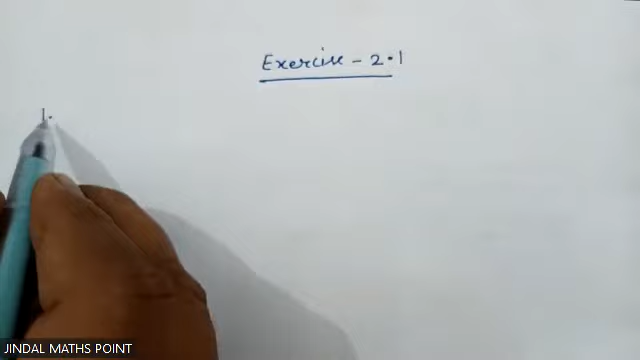 Exercise - 2.1
1.
JINDAL MATHS POINT